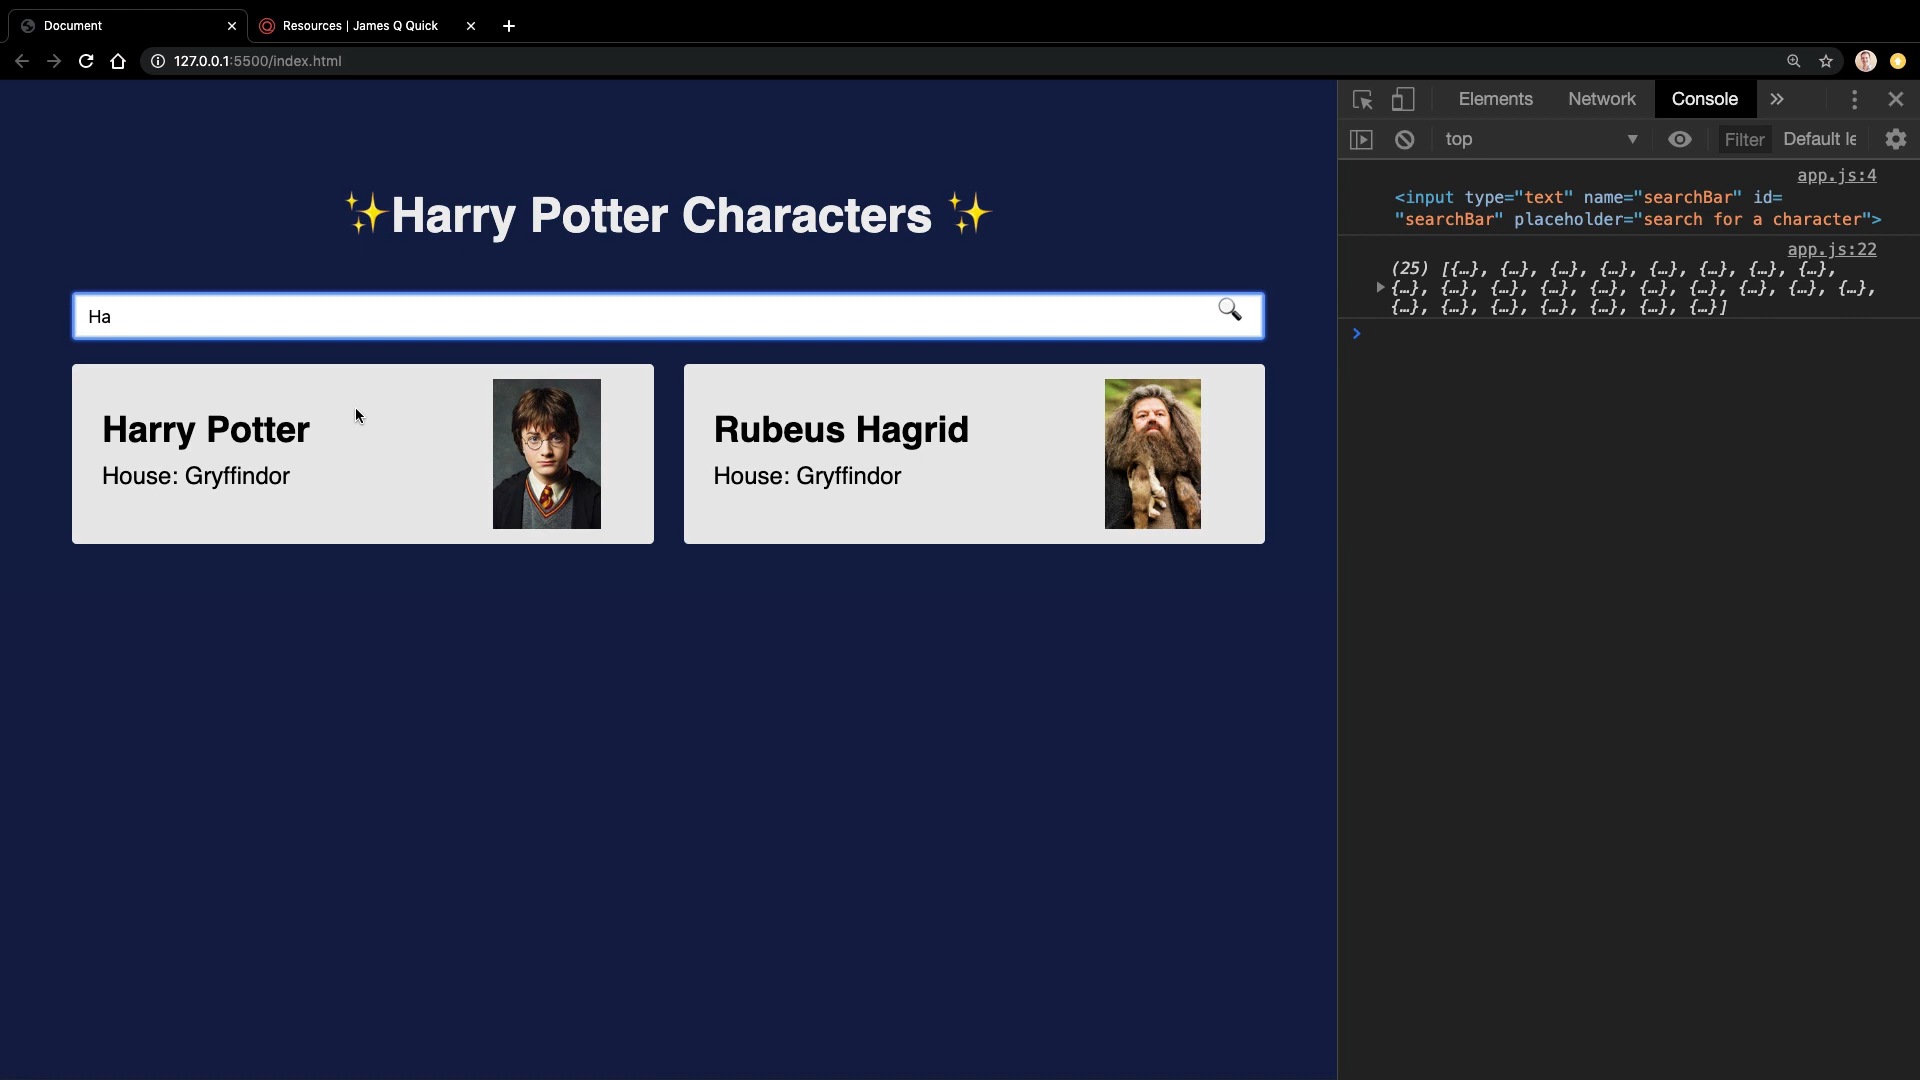 Document
Resources | James Q Quick
127.0.0.1:5500/index.html
✨Harry Potter Characters ✨
Ha
Harry Potter
House: Gryffindor
Rubeus Hagrid
House: Gryffindor
Elements Network Console »
top Filter Default le
app.js:4
<input type="text" name="searchBar" id=
"searchBar" placeholder="search for a character">
app.js:22
(25) [{…}, {…}, {…}, {…}, {…}, {…}, {…}, {…},
{…}, {…}, {…}, {…}, {…}, {…}, {…}, {…}, {…}, {…},
{…}, {…}, {…}, {…}, {…}, {…}, {…}]